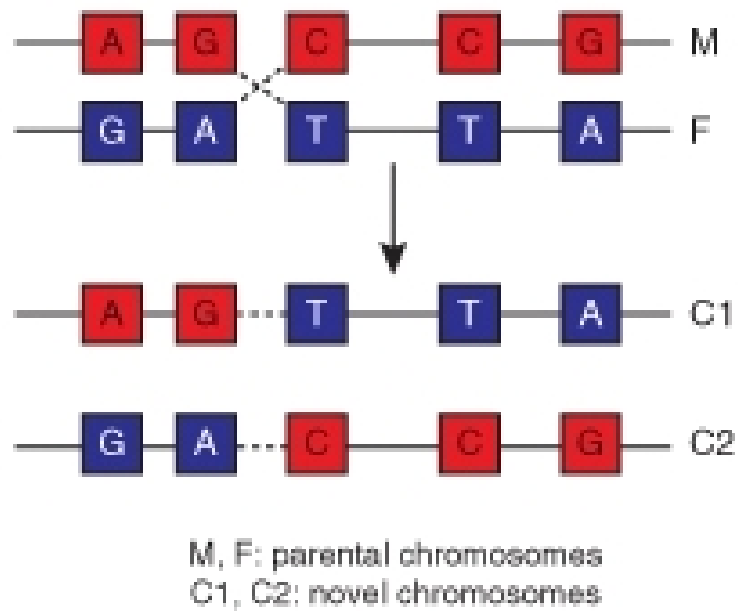 A G C C G M
G A T T A F
A G T T A C1
G A C C G C2
M, F: parental chromosomes
C1, C2: novel chromosomes